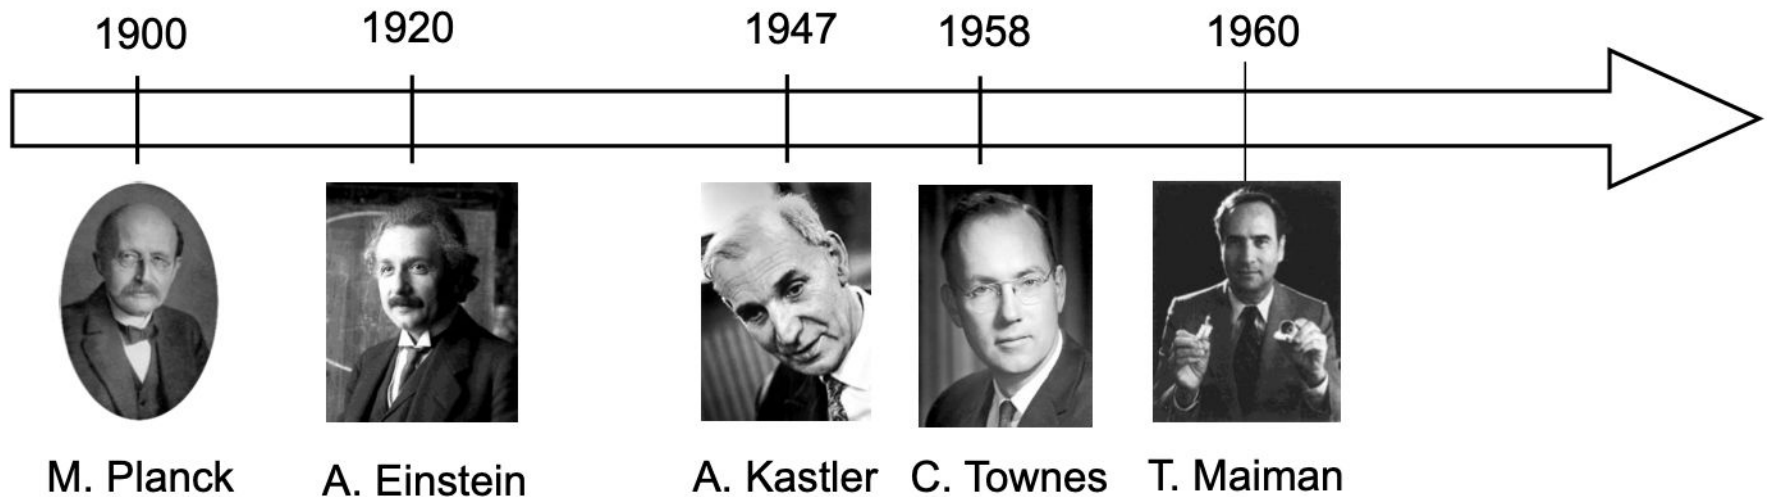 1900
1920
1947
1958
1960
M. Planck
A. Einstein
A. Kastler
C. Townes
T. Maiman